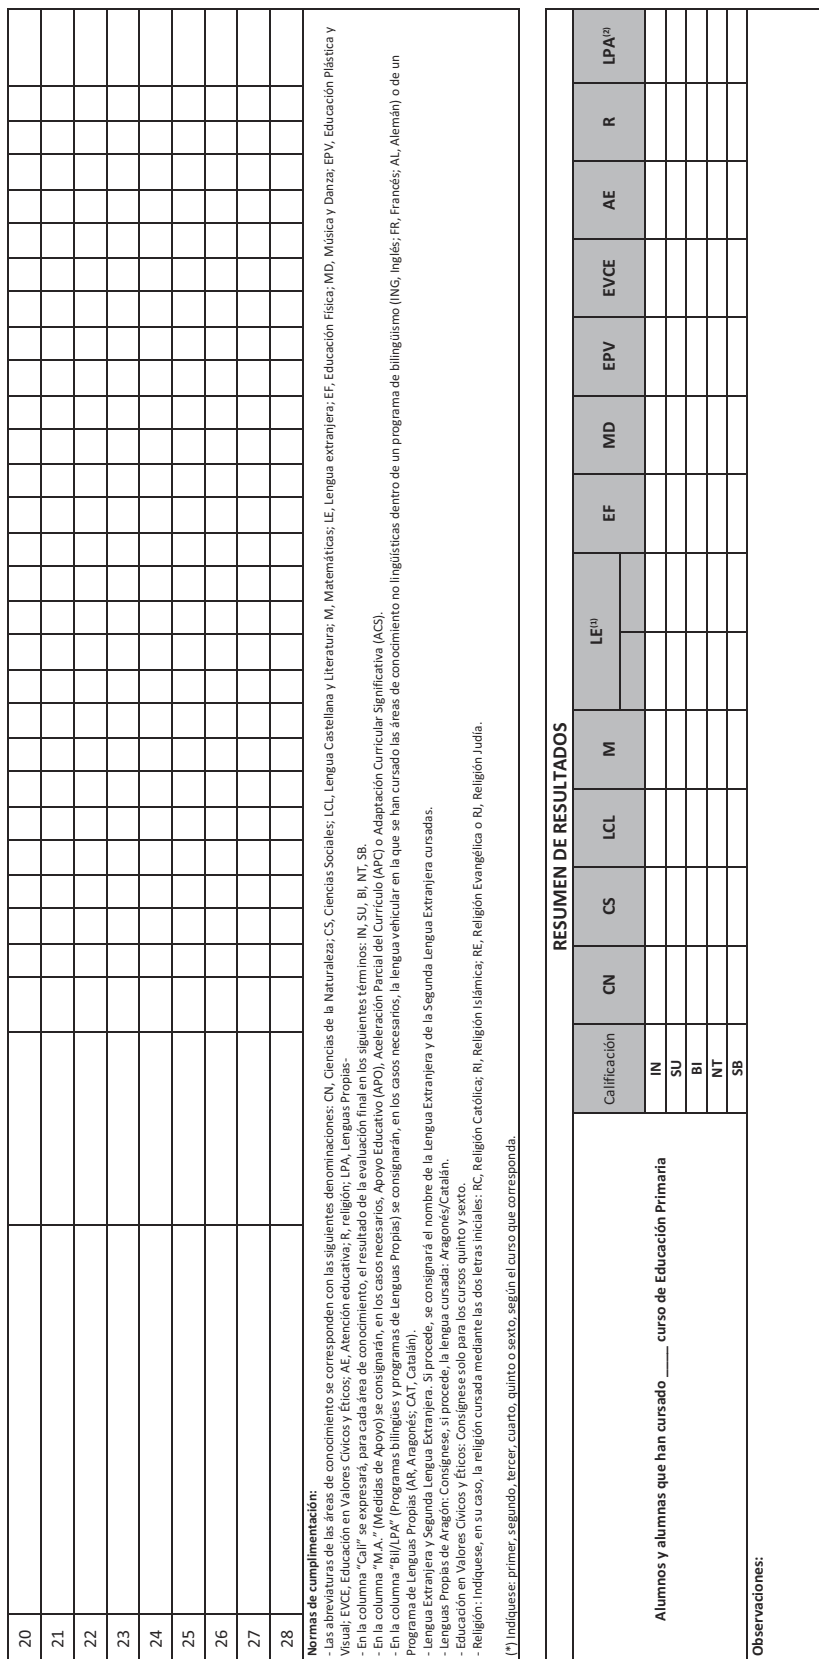 20
21
22
23
24
25
26
27
28
Normas de cumplimentación:
- Las abreviaturas de las áreas de conocimiento se corresponden con las siguientes denominaciones: CN, Ciencias de la Naturaleza; CS, Ciencias Sociales; LCL, Lengua Castellana y Literatura; M, Matemáticas; LE, Lengua extranjera; EF, Educación Física; MD, Música y Danza; EPV, Educación Plástica y
Visual; EVCE, Educación en Valores Cívicos y Éticos; AE, Atención educativa; R, religión; LPA, Lenguas Propias-
- En la columna "Cali" se expresará, para cada área de conocimiento, el resultado de la evaluación final en los siguientes términos: IN, SU, BI, NT, SB.
- En la columna "M.A." (Medidas de Apoyo) se consignarán, en los casos necesarios, Apoyo Educativo (APO), Aceleración Parcial del Currículo (APC) o Adaptación Curricular Significativa (ACS).
- En la columna "Bil/LPA" (Programas bilingües y programas de Lenguas Propias) se consignarán, en los casos necesarios, la lengua vehicular en la que se han cursado las áreas de conocimiento no lingüísticas dentro de un programa de bilingüismo (ING, Inglés; FR, Francés; AL, Alemán) o de un
Programa de Lenguas Propias (AR, Aragonés; CAT, Catalán).
- Lengua Extranjera y Segunda Lengua Extranjera. Si procede, se consignará el nombre de la Lengua Extranjera y de la Segunda Lengua Extranjera cursadas.
- Lenguas Propias de Aragón: Consígnese, si procede, la lengua cursada: Aragonés/Catalán.
- Educación en Valores Cívicos y Éticos: Consígnese solo para los cursos quinto y sexto.
- Religión: Indíquese, en su caso, la religión cursada mediante las dos letras iniciales: RC, Religión Católica; RI, Religión Islámica; RE, Religión Evangélica o RJ, Religión Judía.
(*) Indíquese: primer, segundo, tercer, cuarto, quinto o sexto, según el curso que corresponda.
RESUMEN DE RESULTADOS
Calificación CN CS LCL M LE(1) EF MD EPV EVCE AE R LPA(2)
Alumnos y alumnas que han cursado _____ curso de Educación Primaria
IN
SU
BI
NT
SB
Observaciones: